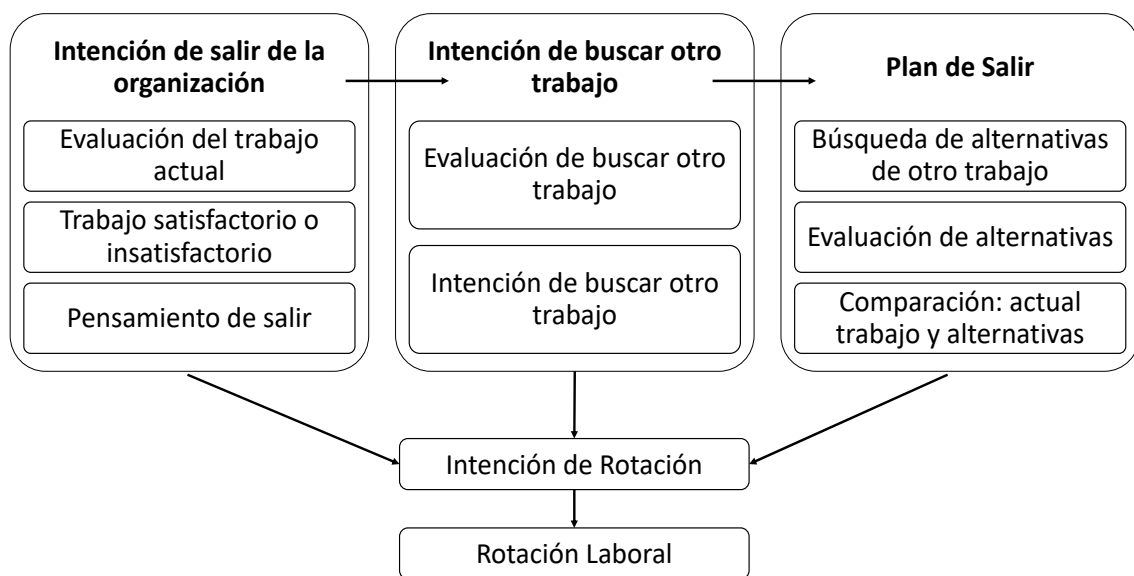 Intención de salir de la
organización
Evaluación del trabajo
actual
Trabajo satisfactorio o
insatisfactorio
Pensamiento de salir
Intención de buscar otro
trabajo
Evaluación de buscar otro
trabajo
Intención de buscar otro
trabajo
Plan de Salir
Búsqueda de alternativas
de otro trabajo
Evaluación de alternativas
Comparación: actual
trabajo y alternativas
Intención de Rotación
Rotación Laboral